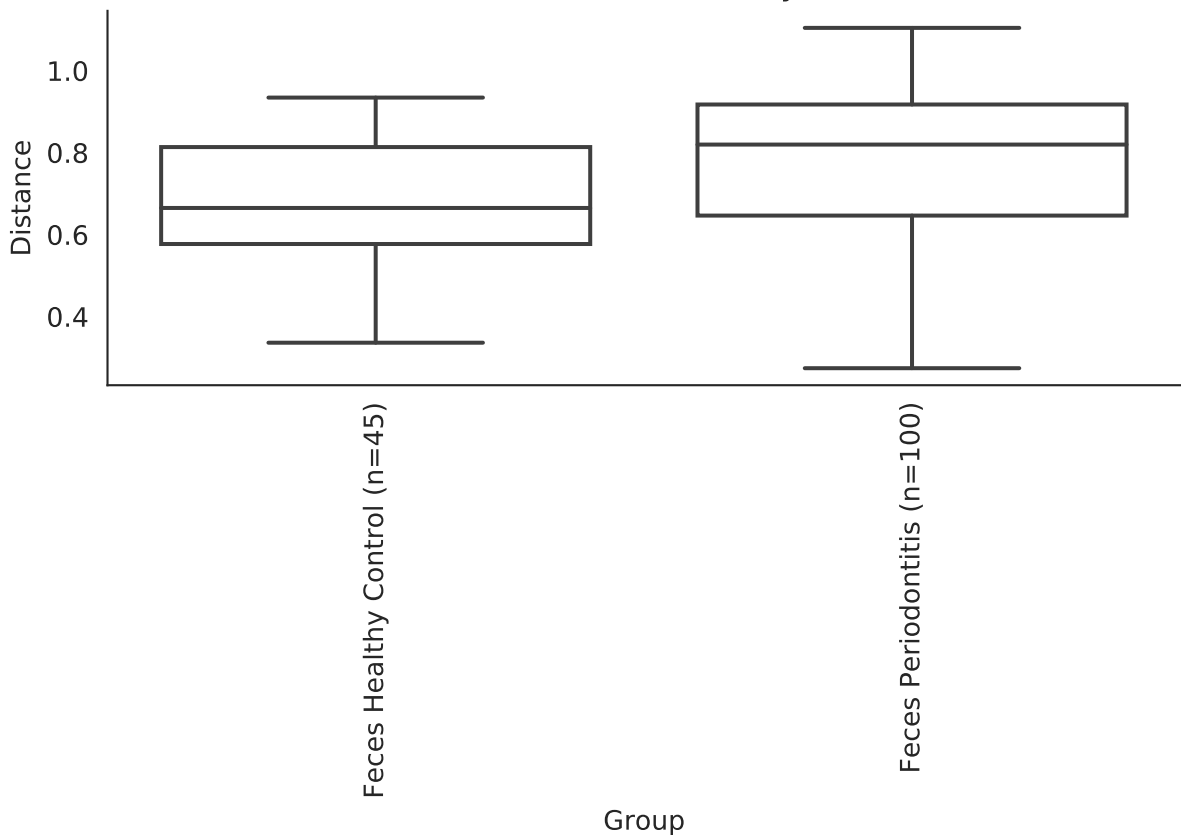 Distance
1.0
0.8
0.6
0.4
Feces Healthy Control (n=45)
Feces Periodontitis (n=100)
Group